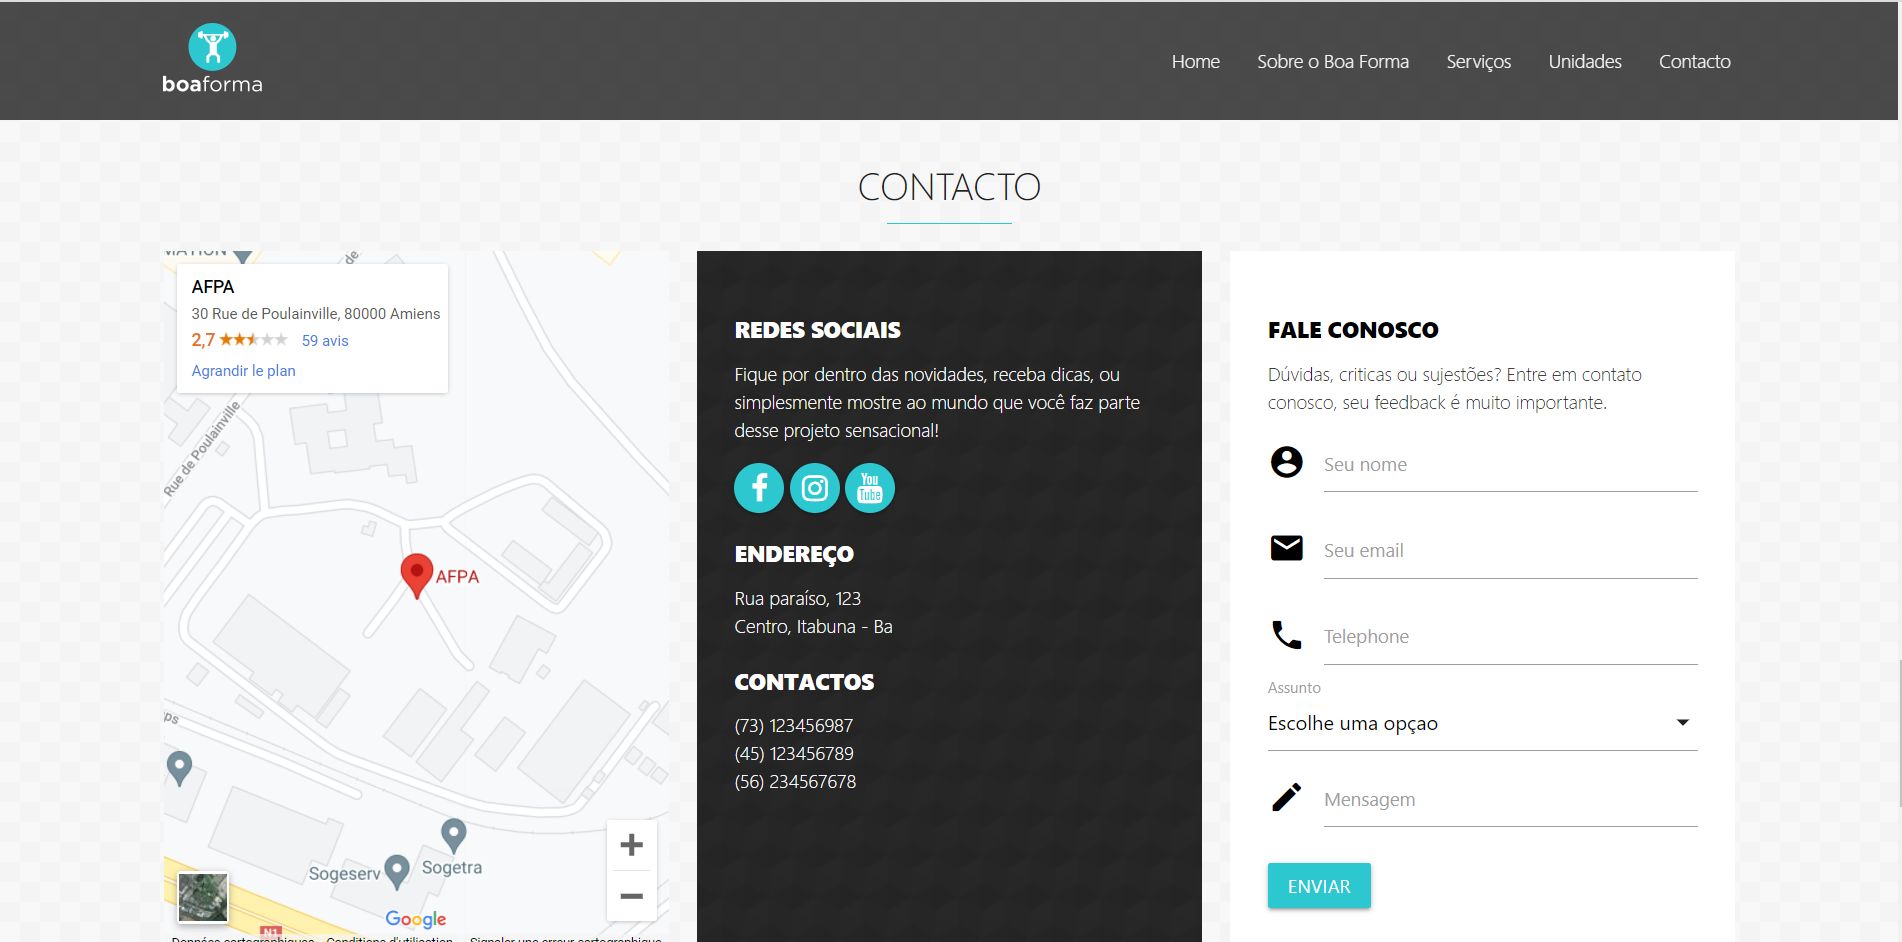 boaforma
Home
Sobre o Boa Forma
Serviços
Unidades
Contacto
CONTACTO
AFPA
30 Rue de Poulainville, 80000 Amiens
2,7
59 avis
Agrandir le plan
de
Rue de Poulainville
AFPA
ps
Sogeserv
Sogetra
Google
N1
Données cartographiques
Conditions d'utilisation
Signaler une erreur cartographique
REDES SOCIAIS
Fique por dentro das novidades, receba dicas, ou
simplesmente mostre ao mundo que você faz parte
desse projeto sensacional!
You
Tube
ENDEREÇO
Rua paraíso, 123
Centro, Itabuna - Ba
CONTACTOS
(73) 123456987
(45) 123456789
(56) 234567678
FALE CONOSCO
Dúvidas, criticas ou sujestões? Entre em contato
conosco, seu feedback é muito importante.
Seu nome
Seu email
Telephone
Assunto
Escolhe uma opçao
Mensagem
ENVIAR